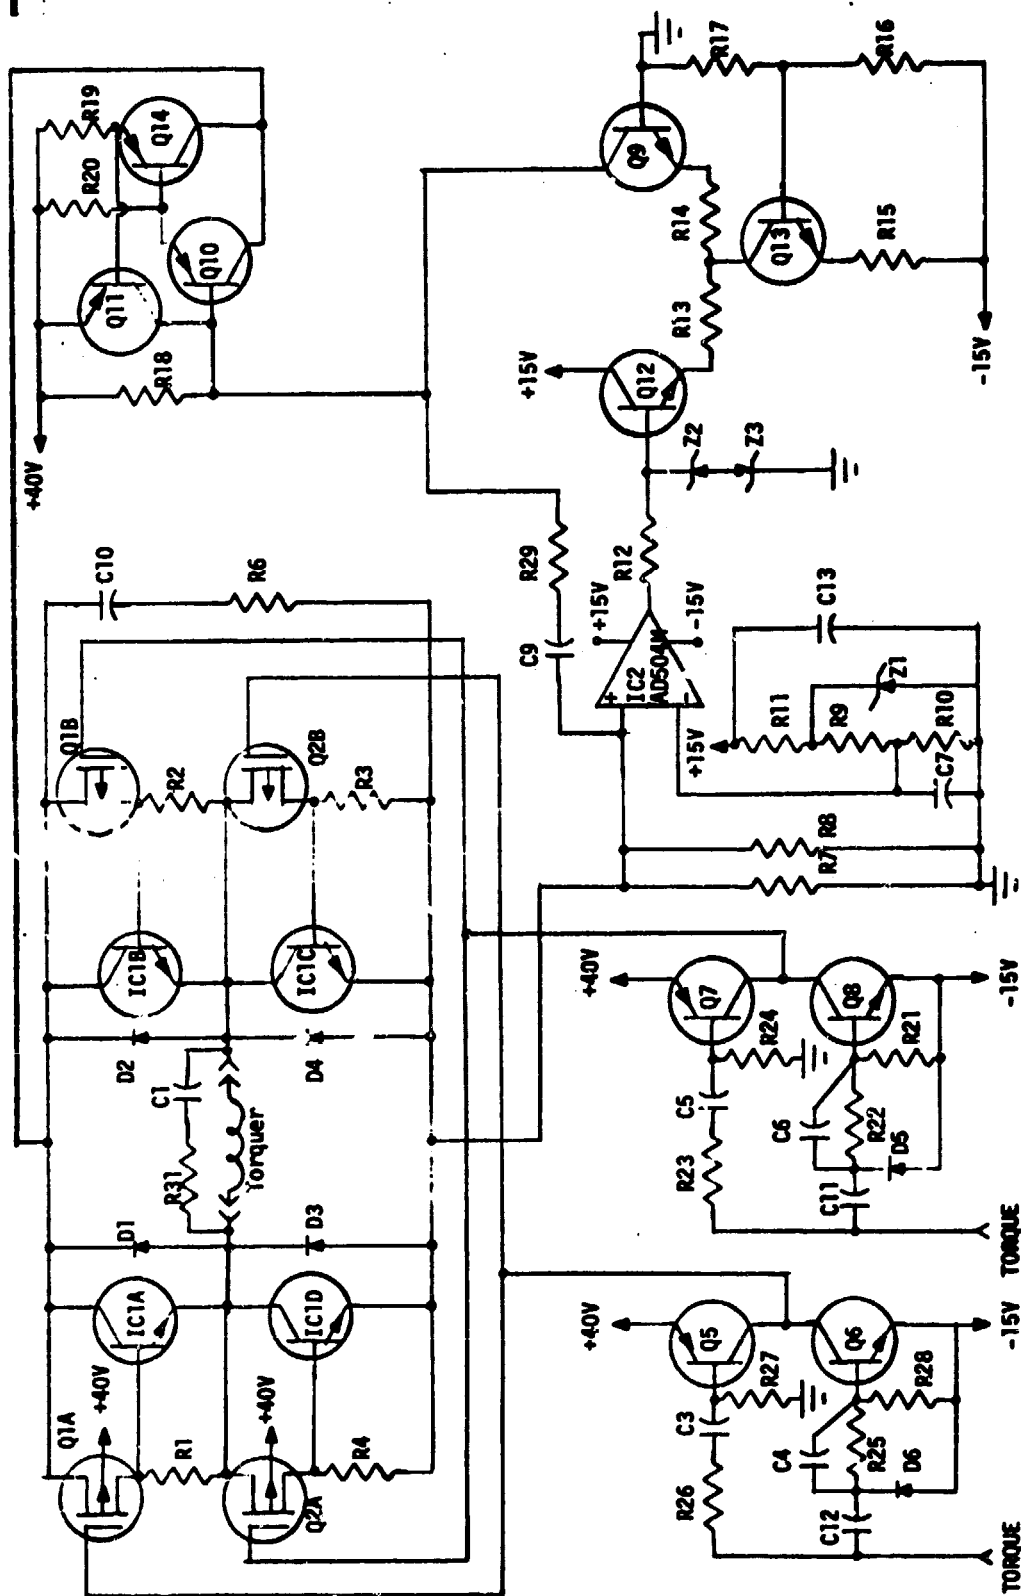 +40V
R19
R20
Q14
Q11
Q10
R18
C10
R6
Q1B
R2
Q2B
R3
IC1B
IC1C
D2
D4
C1
R31
Torquer
D1
D3
IC1A
IC1D
Q1A
+40V
R1
+40V
Q2A
R4
R17
R16
Q9
R14
Q13
R15
R13
-15V
+15V
Q12
Z2
Z3
R29
R12
C9
+15V
-15V
IC2
AD504M
+
-
C13
+15V
R11
Z1
R9
R10
C7
R8
R7
+40V
Q7
Q8
-15V
R24
R21
C5
C6
R22
D5
R23
C11
TORQUE
+40V
Q5
Q6
-15V
R27
R28
C3
C4
R25
D6
R26
C12
TORQUE